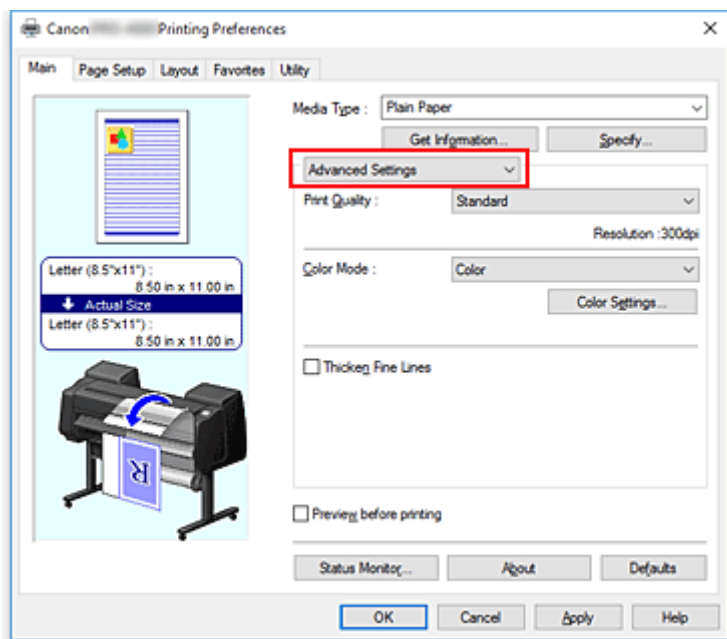 Canon Printing Preferences
Main Page Setup Layout Favorites Utility
Media Type : Plain Paper
Get Information... Specify...
Advanced Settings
Print Quality : Standard
Resolution :300dpi
Color Mode : Color
Color Settings...
Thicken Fine Lines
Letter (8.5"x11") :
8.50 in x 11.00 in
Actual Size
Letter (8.5"x11") :
8.50 in x 11.00 in
R
Preview before printing
Status Monitor... About Defaults
OK Cancel Apply Help